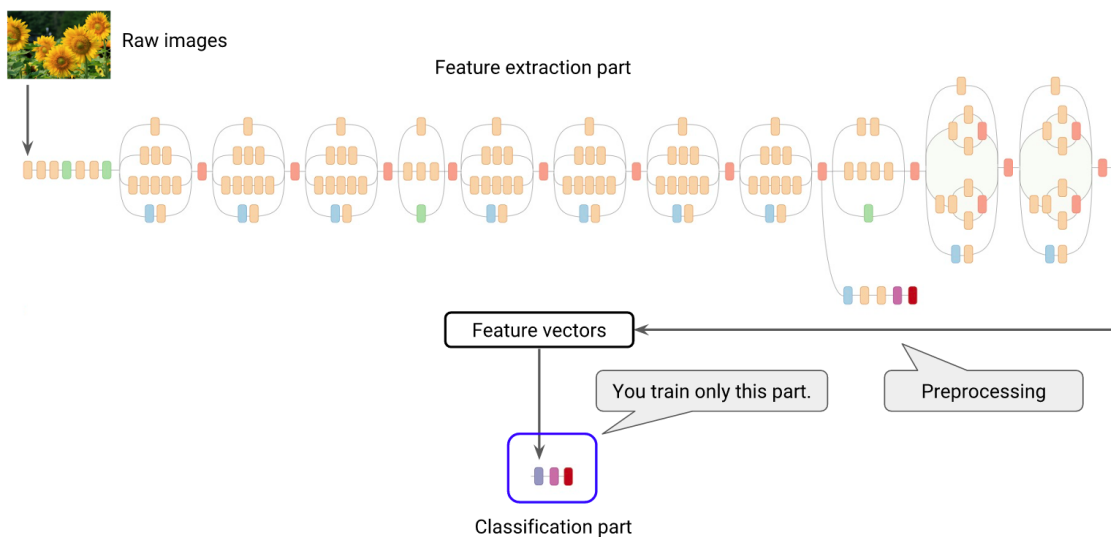 Raw images
Feature extraction part
Feature vectors
Preprocessing
You train only this part.
Classification part